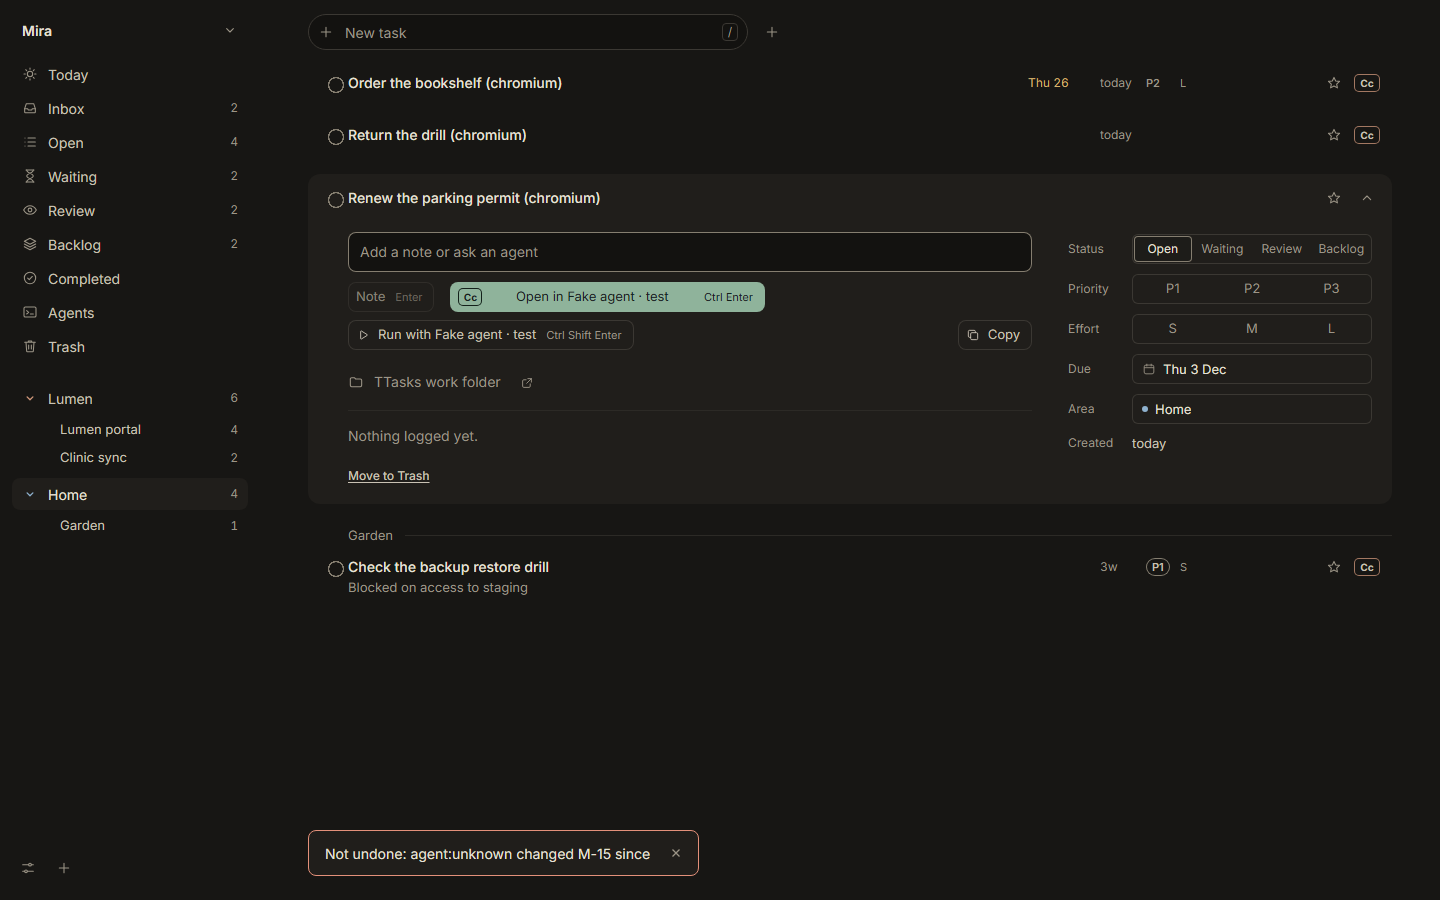 Mira
Today
Inbox 2
Open 4
Waiting 2
Review 2
Backlog 2
Completed
Agents
Trash
Lumen 6
Lumen portal 4
Clinic sync 2
Home 4
Garden 1
New task /
Order the bookshelf (chromium) Thu 26 today P2 L Cc
Return the drill (chromium) today Cc
Renew the parking permit (chromium)
Add a note or ask an agent
Note Enter Cc Open in Fake agent · test Ctrl Enter
Run with Fake agent · test Ctrl Shift Enter Copy
TTasks work folder
Nothing logged yet.
Move to Trash
Status Open Waiting Review Backlog
Priority P1 P2 P3
Effort S M L
Due Thu 3 Dec
Area Home
Created today
Garden
Check the backup restore drill 3w P1 S Cc
Blocked on access to staging
Not undone: agent:unknown changed M-15 since